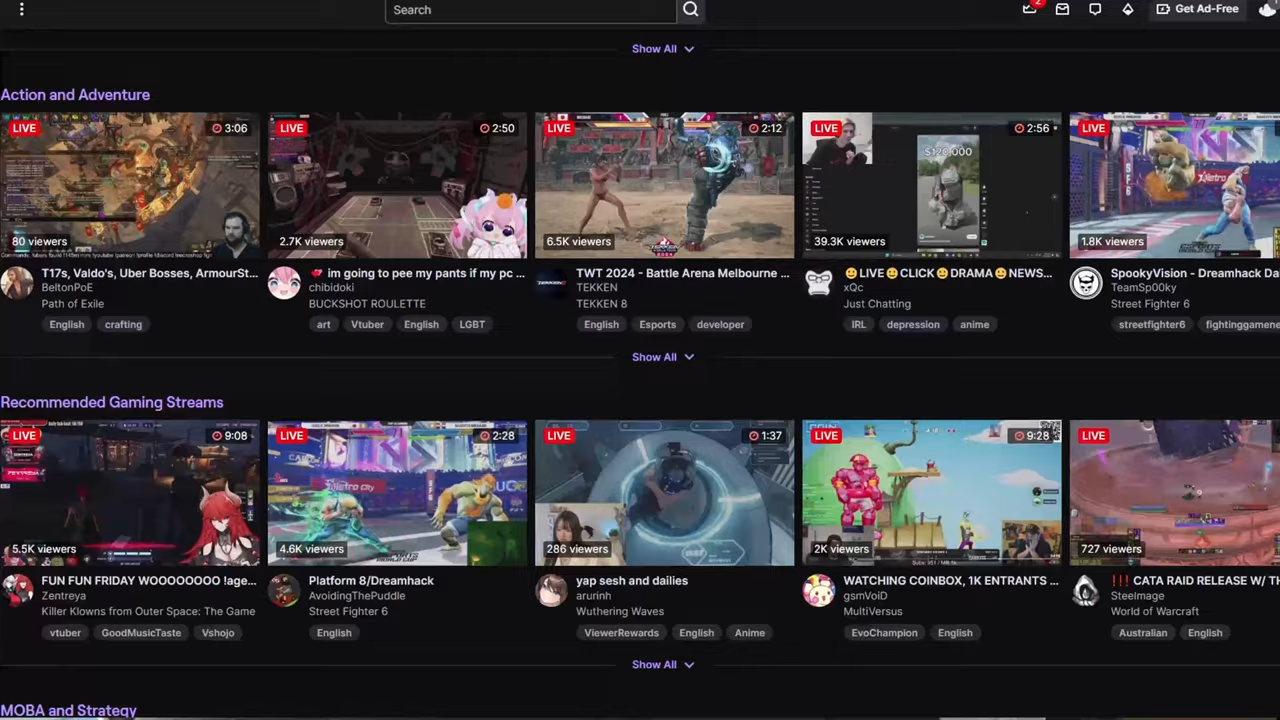 Search
2
Get Ad-Free
Show All
Action and Adventure
LIVE
3:06
80 viewers
T17s, Valdo's, Uber Bosses, ArmourSt...
BeltonPoE
Path of Exile
English
crafting
LIVE
2:50
2.7K viewers
im going to pee my pants if my pc ...
chibidoki
BUCKSHOT ROULETTE
art
Vtuber
English
LGBT
LIVE
2:12
6.5K viewers
TWT 2024 - Battle Arena Melbourne ...
TEKKEN
TEKKEN 8
English
Esports
developer
LIVE
2:56
$120,000
39.3K viewers
LIVE CLICK DRAMA NEWS...
xQc
Just Chatting
IRL
depression
anime
LIVE
1.8K viewers
SpookyVision - Dreamhack Da
TeamSp00ky
Street Fighter 6
streetfighter6
fightinggamene
Show All
Recommended Gaming Streams
LIVE
9:08
5.5K viewers
FUN FUN FRIDAY WOOOOOOOO !age...
Zentreya
Killer Klowns from Outer Space: The Game
vtuber
GoodMusicTaste
Vshojo
LIVE
2:28
4.6K viewers
Platform 8/Dreamhack
AvoidingThePuddle
Street Fighter 6
English
LIVE
1:37
286 viewers
yap sesh and dailies
arurinh
Wuthering Waves
ViewerRewards
English
Anime
LIVE
9:28
2K viewers
WATCHING COINBOX, 1K ENTRANTS ...
gsmVoiD
MultiVersus
EvoChampion
English
LIVE
727 viewers
❗❗❗ CATA RAID RELEASE W/ TH
SteeImage
World of Warcraft
Australian
English
Show All
MOBA and Strategy